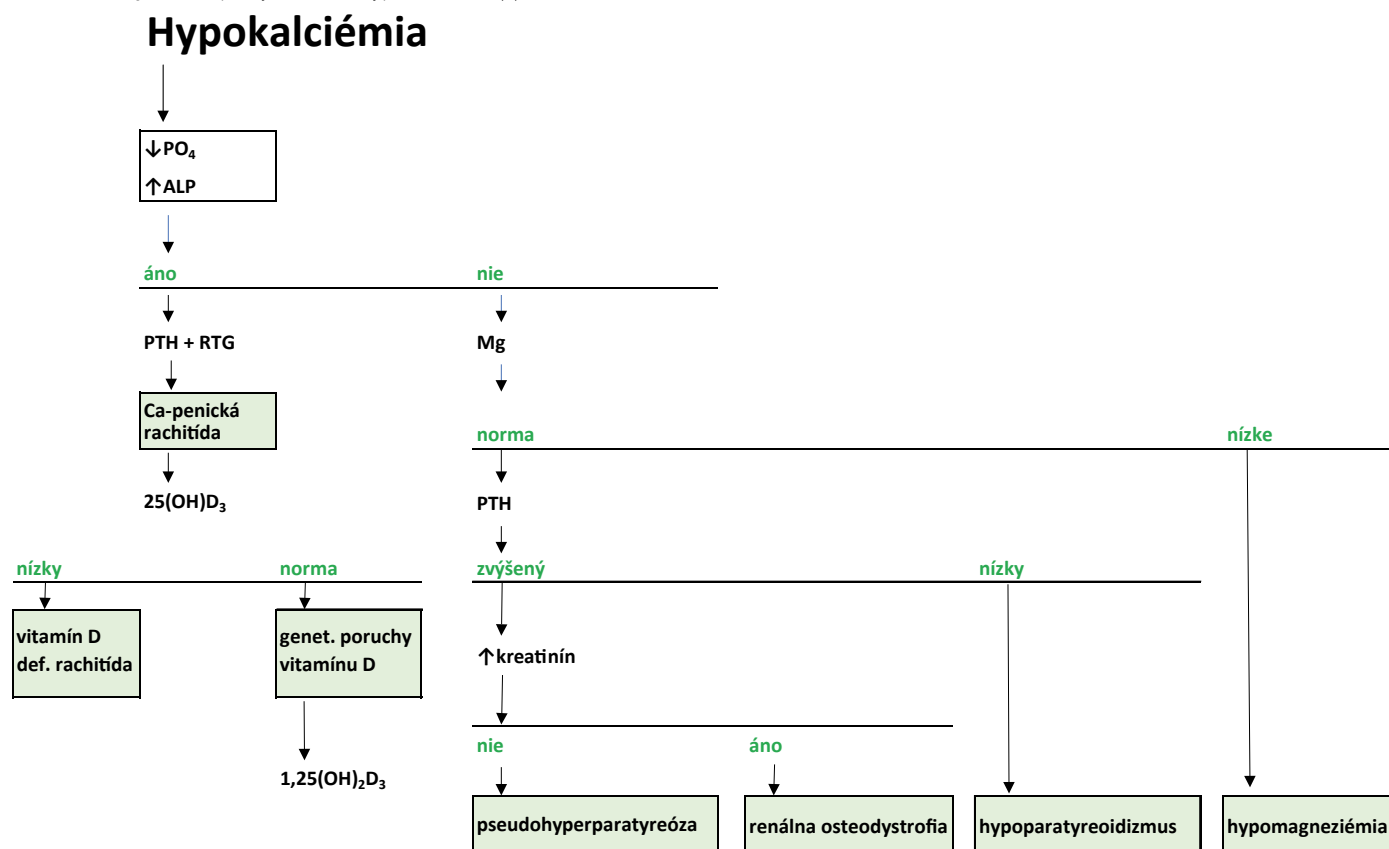 Hypokalciémia
↓PO₄
↑ALP
áno
nie
PTH + RTG
Mg
Ca-penická
rachitída
norma
nízke
25(OH)D₃
PTH
nízky
norma
zvýšený
nízky
vitamín D
def. rachitída
genet. poruchy
vitamínu D
↑kreatinín
nie
áno
1,25(OH)₂D₃
pseudohyperparatyreóza
renálna osteodystrofia
hypoparatyreoidizmus
hypomagneziémia